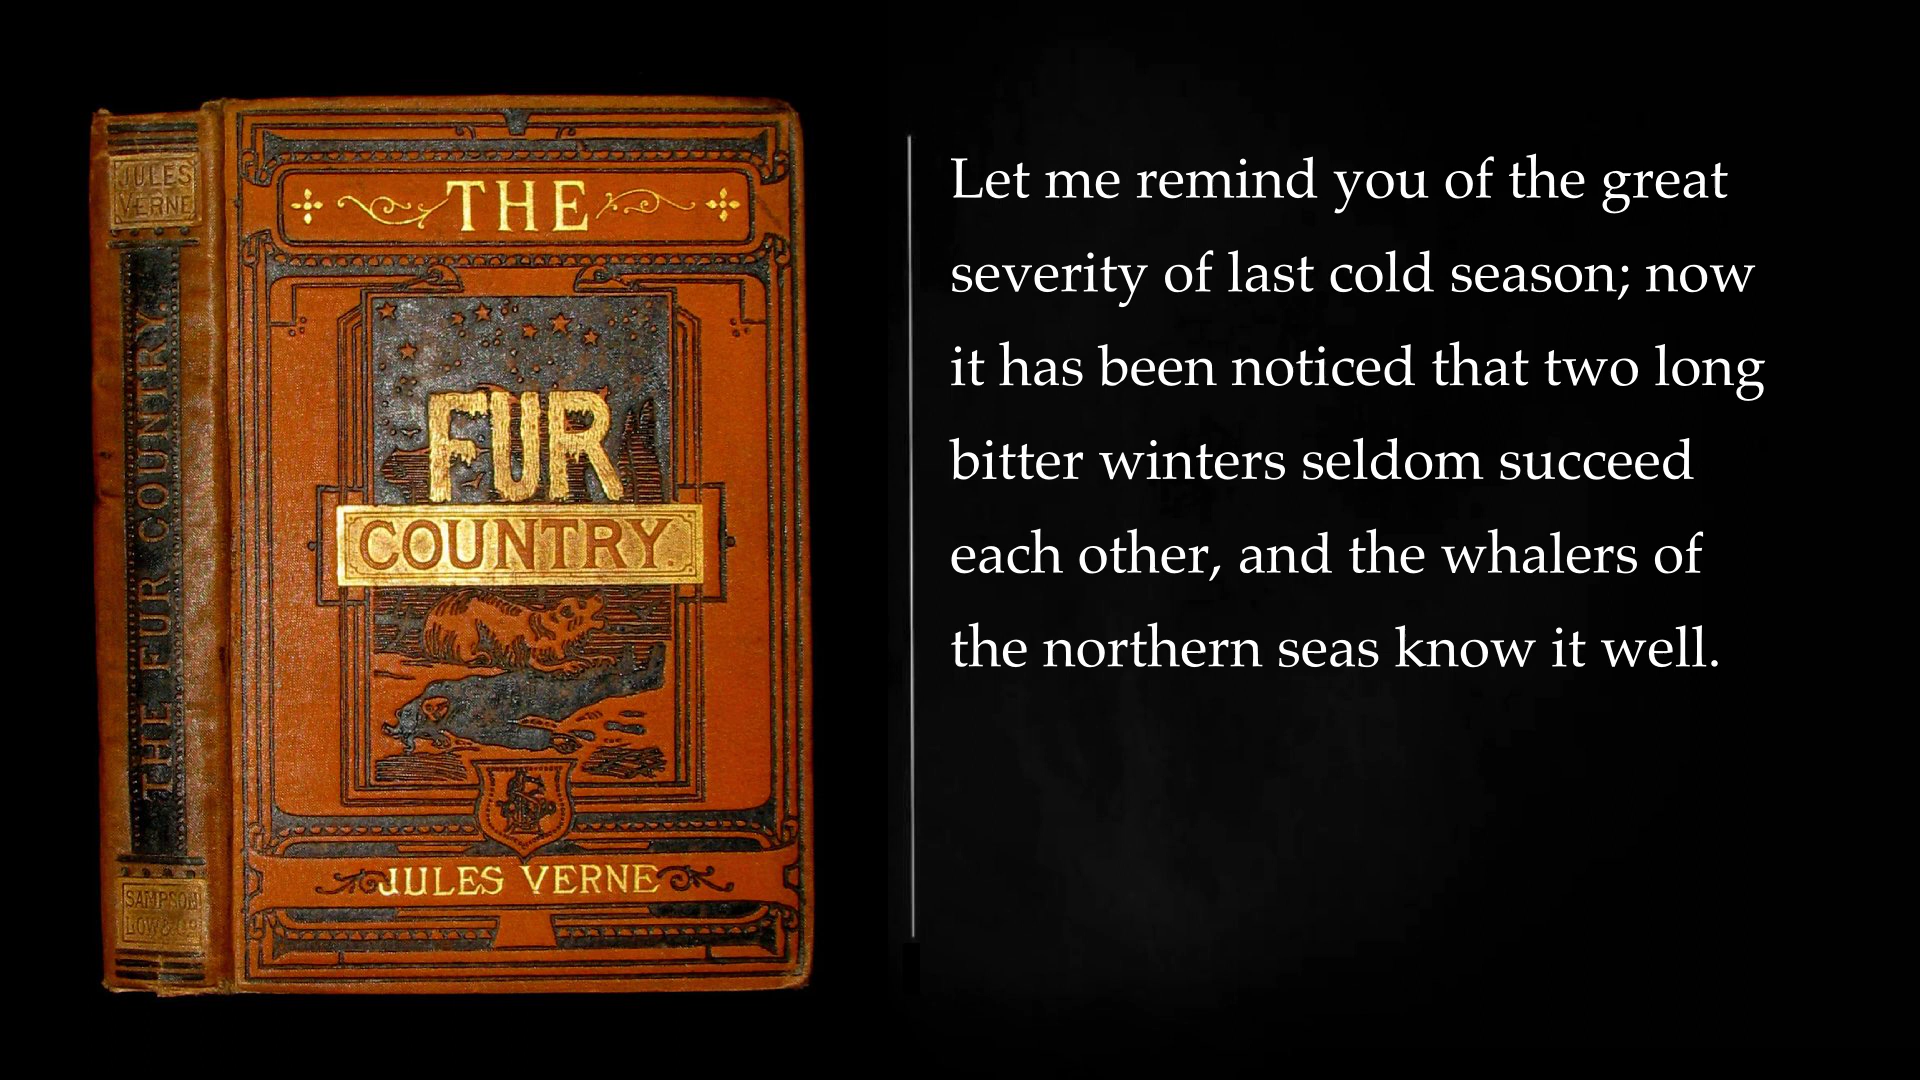 JULES
VERNE
THE FUR COUNTRY.
SAMPSON
LOW & Co
THE
FUR
COUNTRY.
JULES VERNE
Let me remind you of the great
severity of last cold season; now
it has been noticed that two long
bitter winters seldom succeed
each other, and the whalers of
the northern seas know it well.